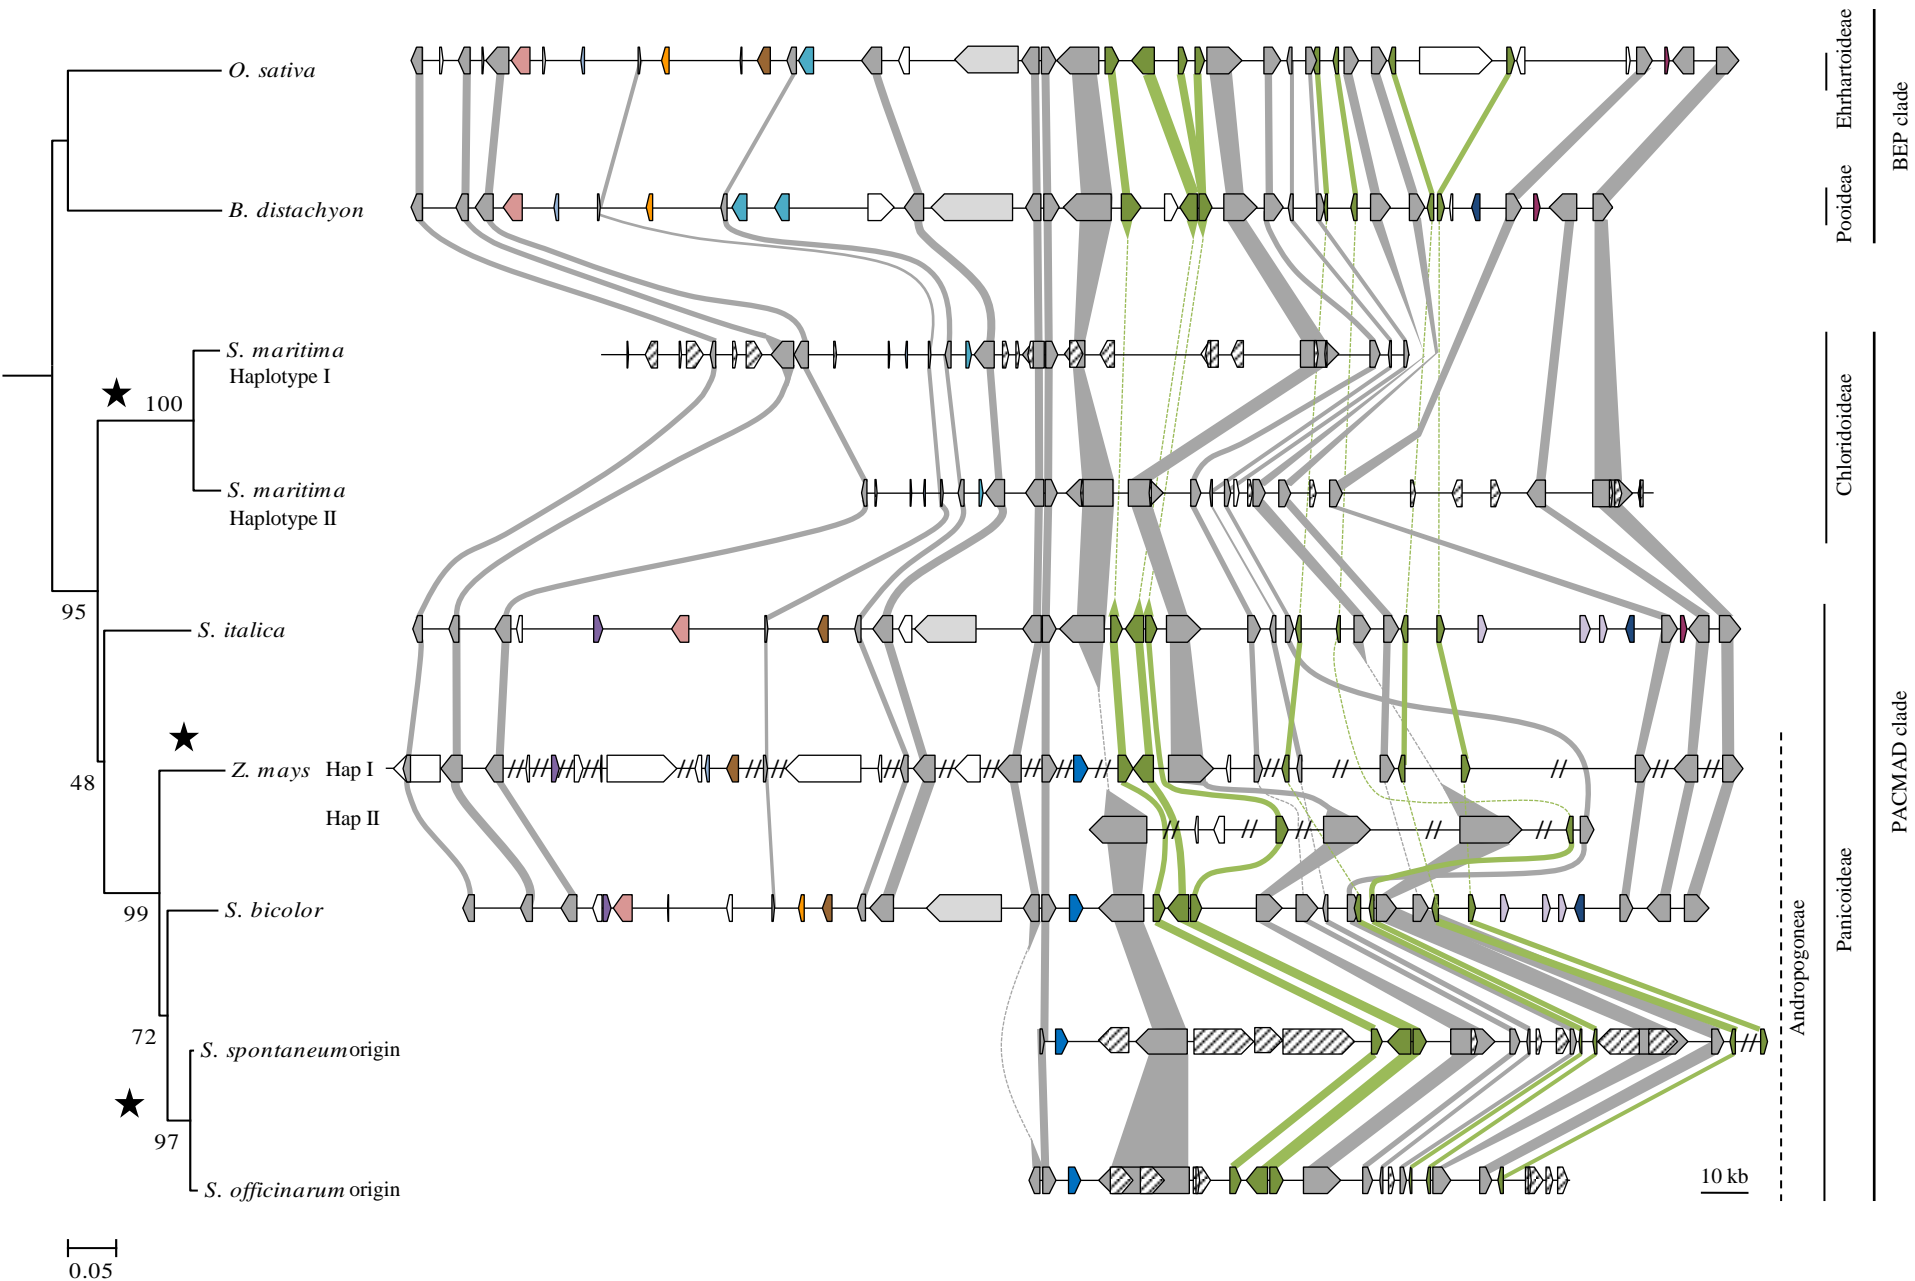 O. sativa
B. distachyon
S. maritima
Haplotype I
100
S. maritima
Haplotype II
95
S. italica
48
Z. mays Hap I
Hap II
99
S. bicolor
72
S. spontaneum origin
97
S. officinarum origin
0.05
10 kb
Ehrhartoideae
Pooideae
BEP clade
Chloridoideae
Andropogoneae
Panicoideae
PACMAD clade